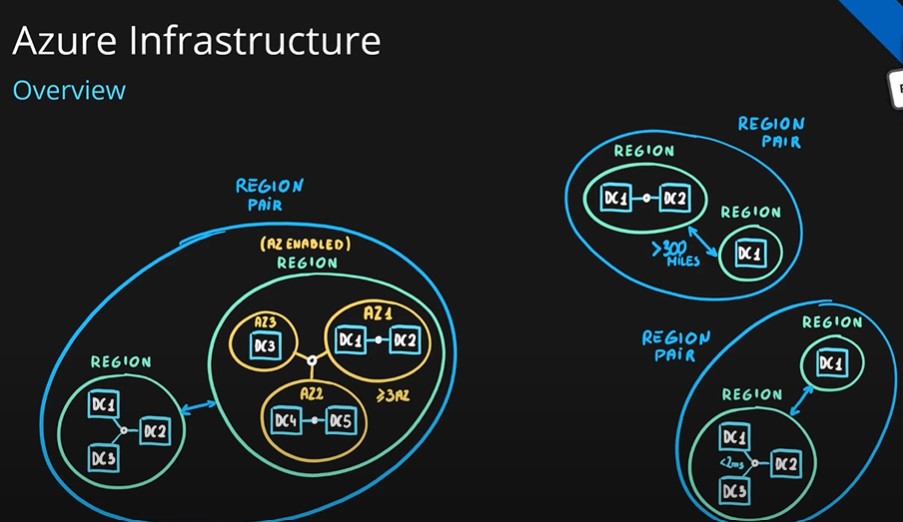 Azure Infrastructure
Overview
REGION
PAIR
(AZ ENABLED)
REGION
AZ3
DC3
AZ1
DC1
DC2
AZ2
DC4
DC5
≥3AZ
REGION
DC1
DC2
DC3
REGION
PAIR
REGION
DC1
DC2
REGION
DC1
>300
MILES
REGION
PAIR
REGION
DC1
REGION
DC1
<2ms
DC2
DC3